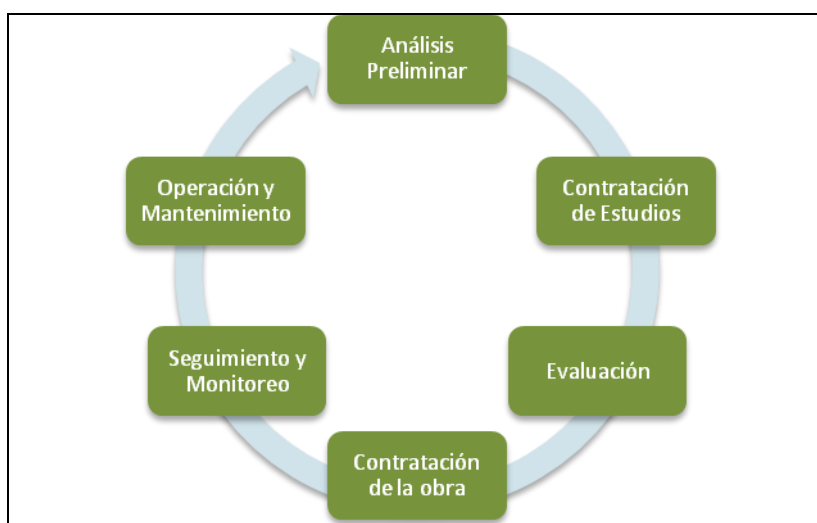 Análisis
Preliminar
Contratación
de Estudios
Evaluación
Contratación
de la obra
Seguimiento y
Monitoreo
Operación y
Mantenimiento